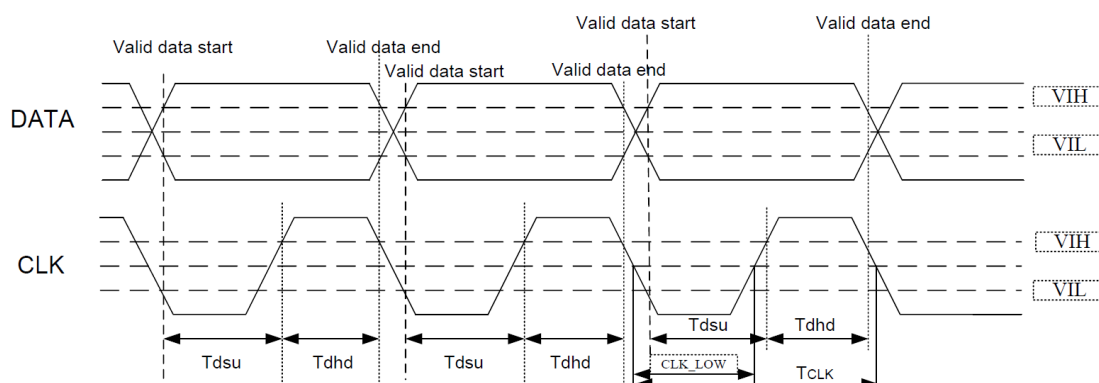 Valid data start
Valid data end
Valid data start
Valid data end
Valid data start
Valid data end
DATA
VIH
VIL
CLK
VIH
VIL
Tdsu
Tdhd
Tdsu
Tdhd
Tdsu
Tdhd
CLK_LOW
TCLK